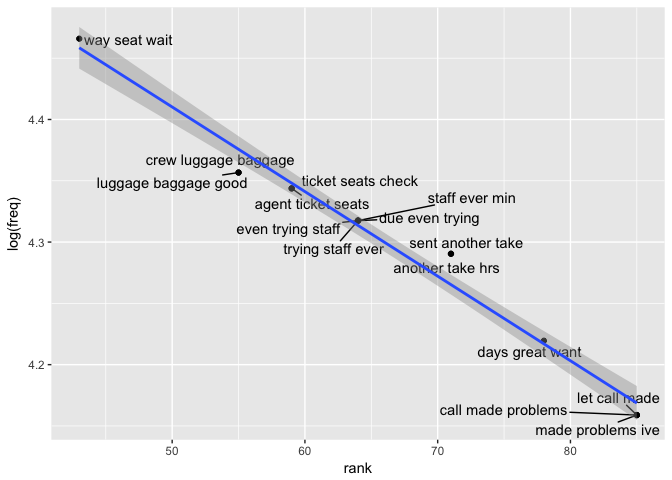 way seat wait
4.4
crew luggage baggage
luggage baggage good
ticket seats check
agent ticket seats
staff ever min
due even trying
even trying staff
trying staff ever
4.3
sent another take
another take hrs
days great want
4.2
let call made
call made problems
made problems ive
50
60
70
80
rank
log(freq)